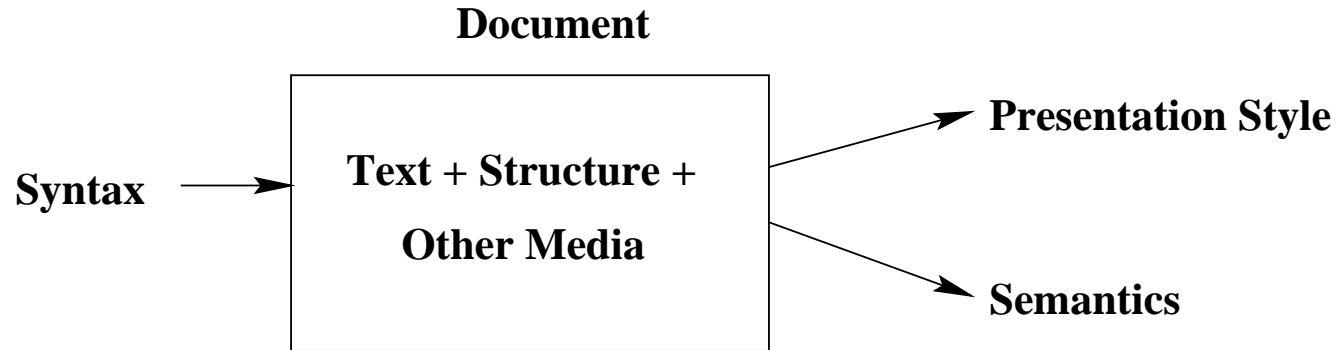 Document
Syntax
Text + Structure +
Other Media
Presentation Style
Semantics